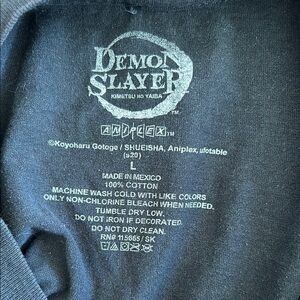 DEMON
SLAYER
KIMETSU NO YAIBA
TM
ANIPLEX TM
©Koyoharu Gotoge / SHUEISHA, Aniplex, ufotable
(s20)
L
MADE IN MEXICO
100% COTTON
MACHINE WASH COLD WITH LIKE COLORS
ONLY NON-CHLORINE BLEACH WHEN NEEDED.
TUMBLE DRY LOW.
DO NOT IRON IF DECORATED.
DO NOT DRY CLEAN.
RN# 115665 / SK